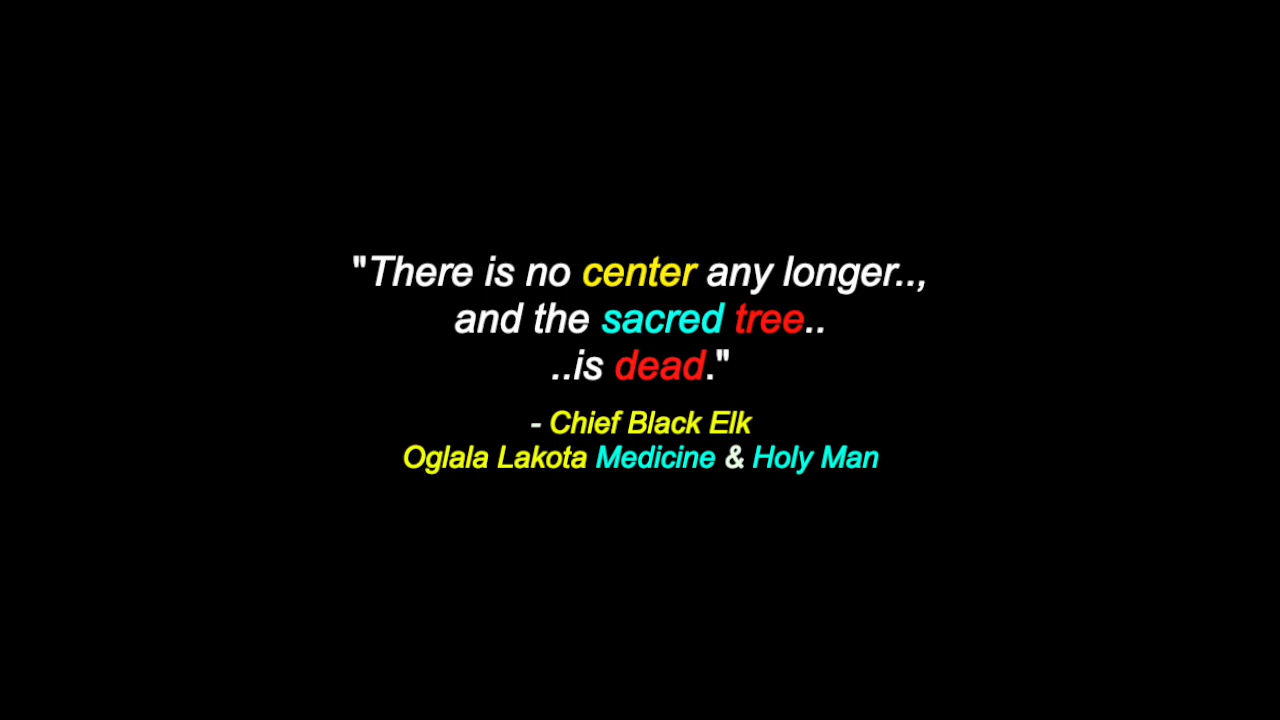 "There is no center any longer..,
and the sacred tree..
..is dead."
- Chief Black Elk
Oglala Lakota Medicine & Holy Man